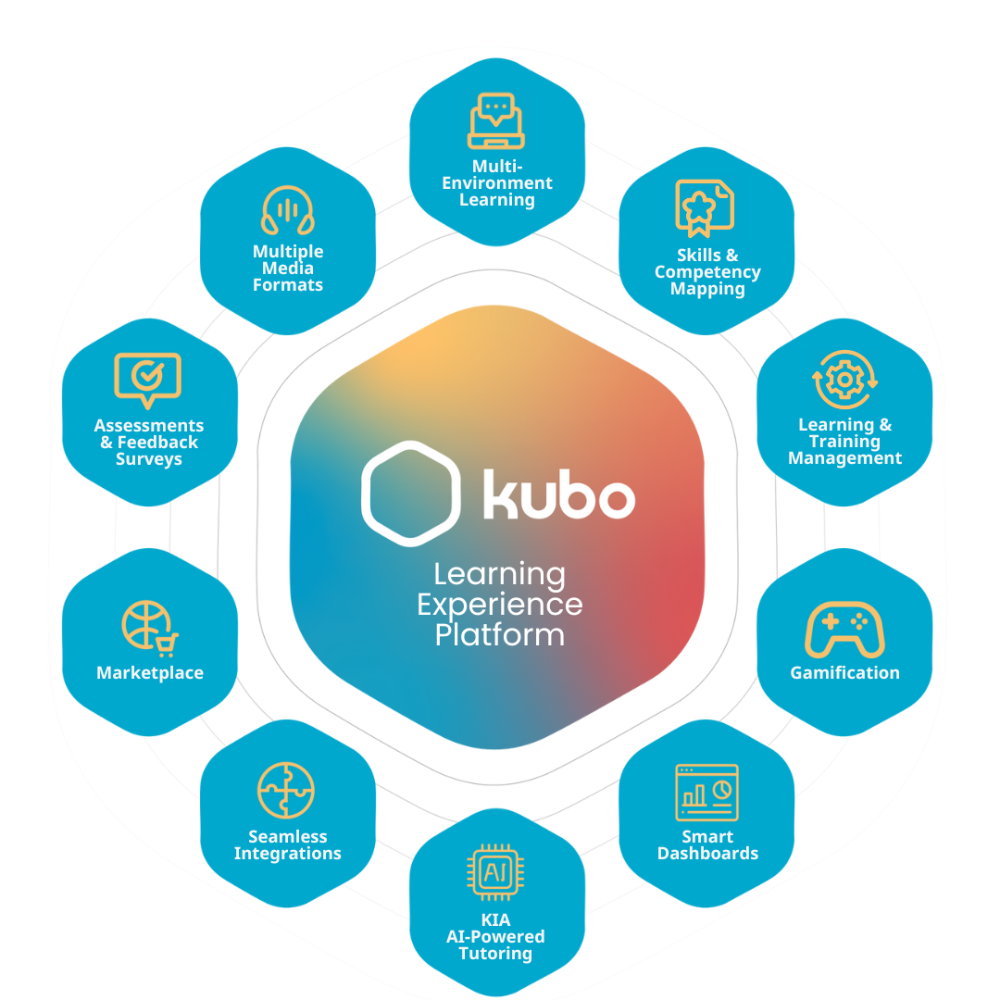 Multi-
Environment
Learning
Skills &
Competency
Mapping
Learning &
Training
Management
Gamification
Smart
Dashboards
AI
KIA
AI-Powered
Tutoring
Seamless
Integrations
Marketplace
Assessments
& Feedback
Surveys
Multiple
Media
Formats
kubo
Learning
Experience
Platform